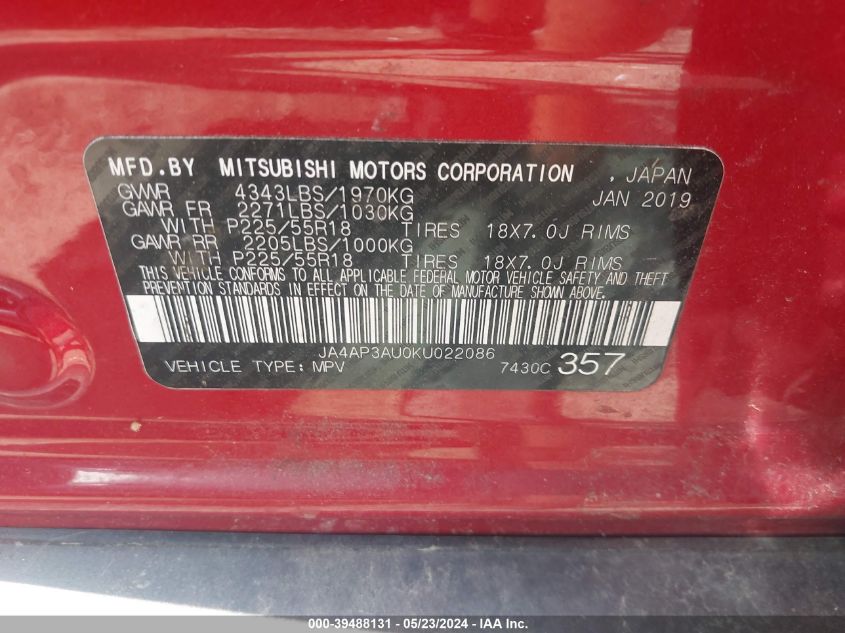 MFD.BY MITSUBISHI MOTORS CORPORATION , JAPAN
GVWR 4343LBS/1970KG JAN 2019
GAWR FR 2271LBS/1030KG
WITH P225/55R18 TIRES 18X7.0J RIMS
GAWR RR 2205LBS/1000KG
WITH P225/55R18 TIRES 18X7.0J RIMS
THIS VEHICLE CONFORMS TO ALL APPLICABLE FEDERAL MOTOR VEHICLE SAFETY AND THEFT
PREVENTION STANDARDS IN EFFECT ON THE DATE OF MANUFACTURE SHOWN ABOVE.
JA4AP3AU0KU022086
VEHICLE TYPE: MPV 7430C 357
000-39488131 - 05/23/2024 - COPYRIGHT IAA, Inc.